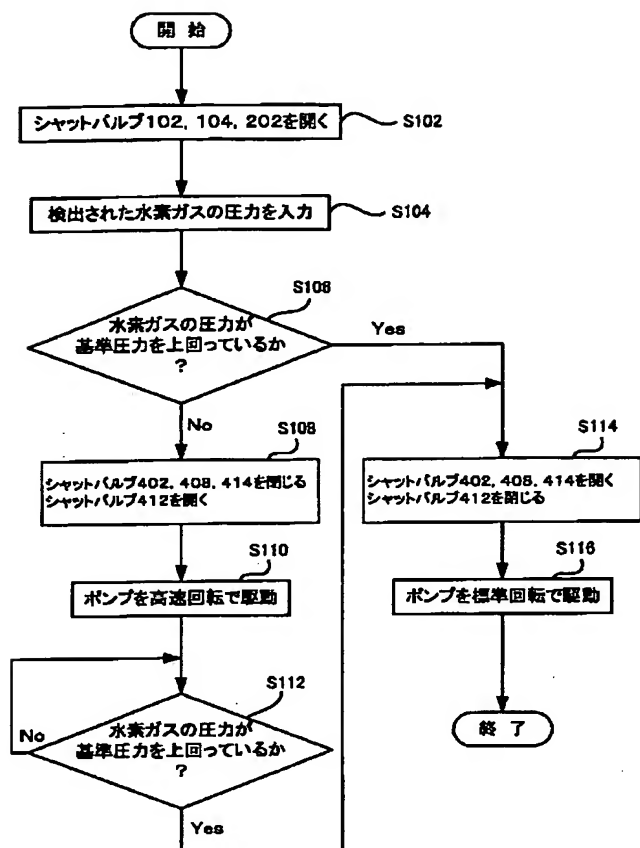 開 始
シャットバルブ102, 104, 202を開く
S102
検出された水素ガスの圧力を入力
S104
S106
水素ガスの圧力が
基準圧力を上回っているか
?
Yes
No
S108
シャットバルブ402, 408, 414を閉じる
シャットバルブ412を開く
S114
シャットバルブ402, 408, 414を開く
シャットバルブ412を閉じる
S110
ポンプを高速回転で駆動
S116
ポンプを標準回転で駆動
S112
水素ガスの圧力が
基準圧力を上回っているか
?
No
Yes
終 了